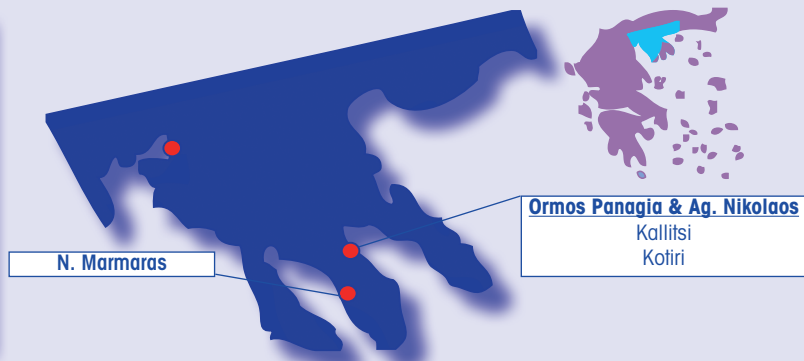 Ormos Panagia & Ag. Nikolaos
Kallitsi
Kotiri
N. Marmaras